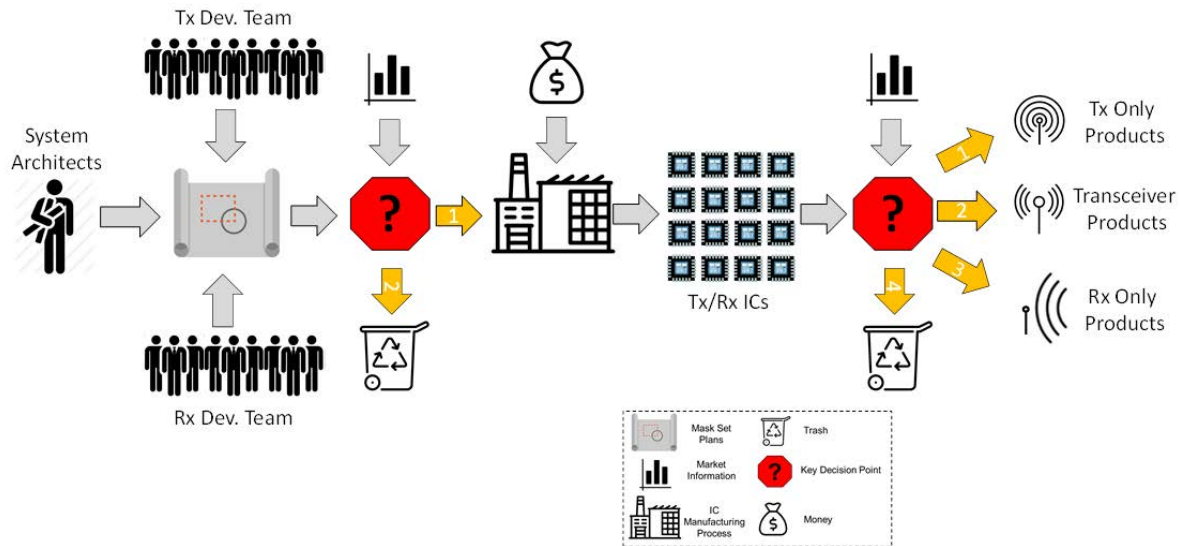 Tx Dev. Team
System
Architects
?
1
2
$
Tx/Rx ICs
?
1
2
3
4
Tx Only
Products
Transceiver
Products
Rx Only
Products
Rx Dev. Team
Mask Set
Plans
Trash
Market
Information
?
Key Decision Point
IC
Manufacturing
Process
$
Money